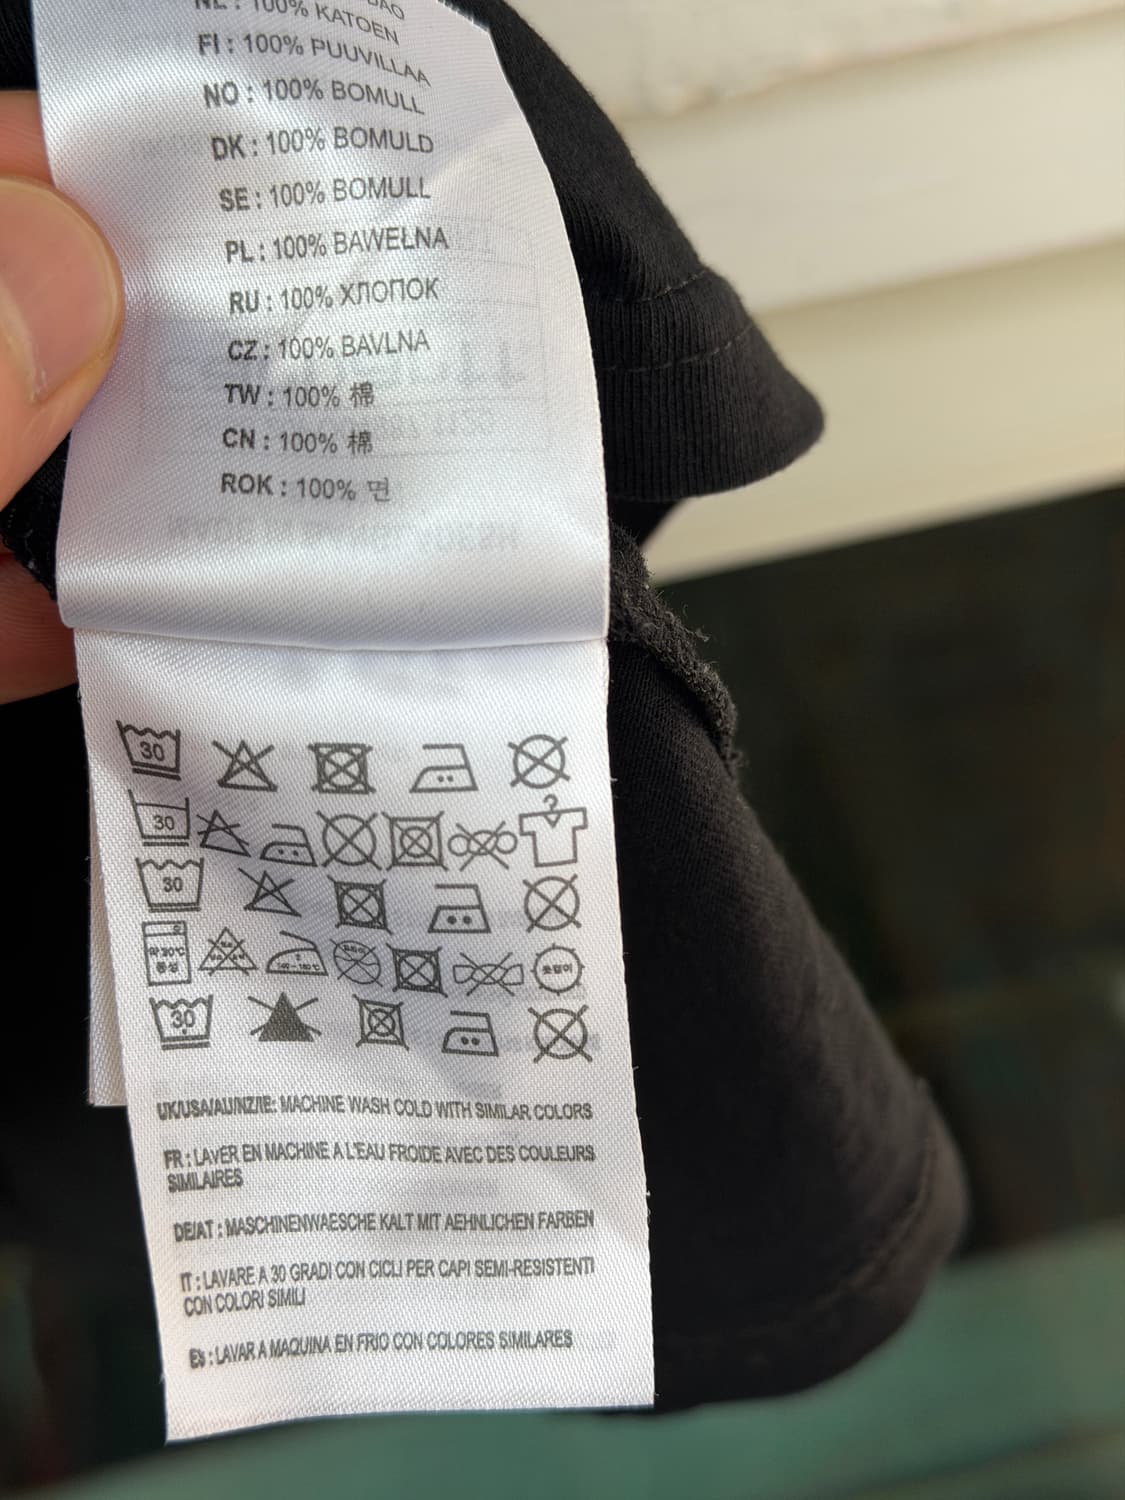 NL : 100% KATOEN
FI : 100% PUUVILLAA
NO : 100% BOMULL
DK : 100% BOMULD
SE : 100% BOMULL
PL : 100% BAWEŁNA
RU : 100% ХЛОПОК
CZ : 100% BAVLNA
TW : 100% 棉
CN : 100% 棉
ROK : 100% 면
30
30
30
30
UK/USA/AU/NZ/IE: MACHINE WASH COLD WITH SIMILAR COLORS
FR : LAVER EN MACHINE A L'EAU FROIDE AVEC DES COULEURS
SIMILAIRES
DE/AT : MASCHINENWAESCHE KALT MIT AEHNLICHEN FARBEN
IT : LAVARE A 30 GRADI CON CICLI PER CAPI SEMI-RESISTENTI
CON COLORI SIMILI
Es : LAVAR A MAQUINA EN FRIO CON COLORES SIMILARES